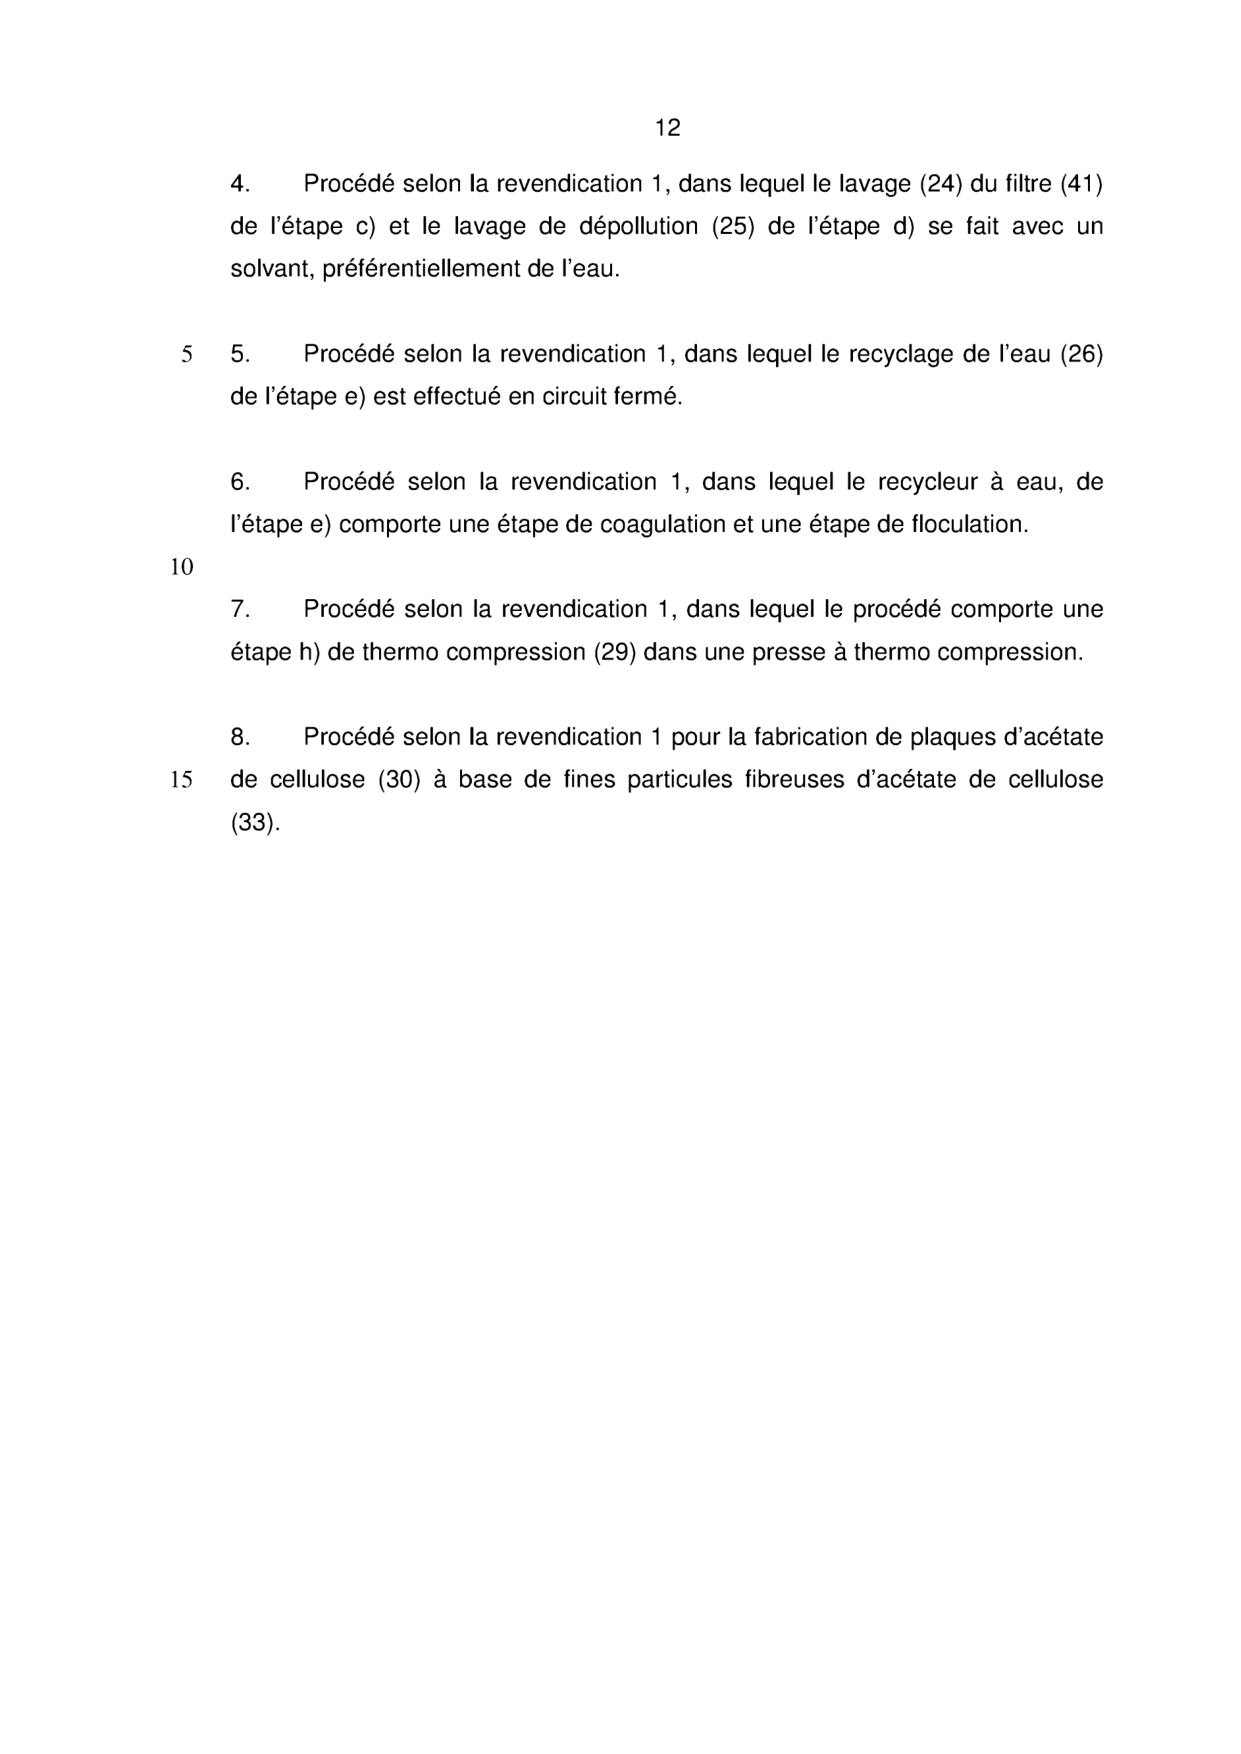 12
4. Procédé selon la revendication 1, dans lequel le lavage (24) du filtre (41)
de l'étape c) et le lavage de dépollution (25) de l'étape d) se fait avec un
solvant, préférentiellement de l'eau.
5 5. Procédé selon la revendication 1, dans lequel le recyclage de l'eau (26)
de l'étape e) est effectué en circuit fermé.
6. Procédé selon la revendication 1, dans lequel le recycleur à eau, de
l'étape e) comporte une étape de coagulation et une étape de floculation.
10
7. Procédé selon la revendication 1, dans lequel le procédé comporte une
étape h) de thermo compression (29) dans une presse à thermo compression.
8. Procédé selon la revendication 1 pour la fabrication de plaques d'acétate
15 de cellulose (30) à base de fines particules fibreuses d'acétate de cellulose
(33).